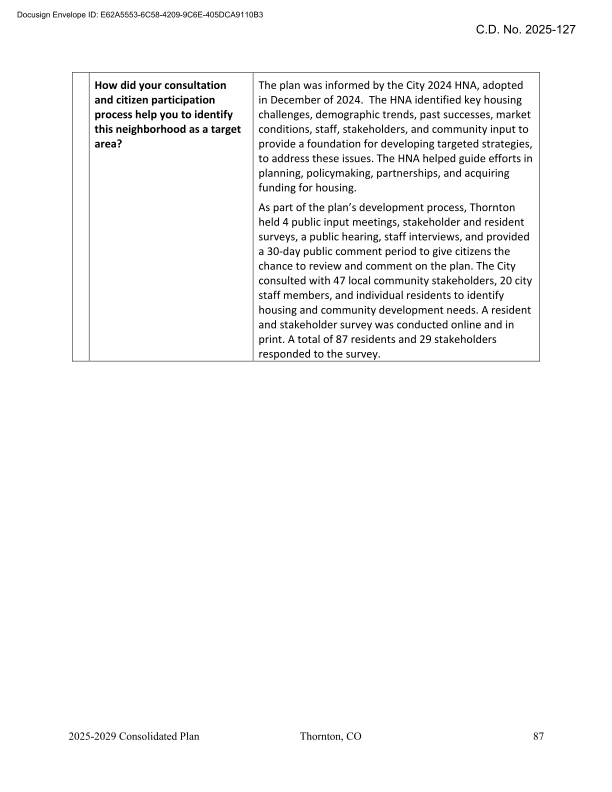 Docusign Envelope ID: E62A5553-6C58-4209-9C6E-405DCA9110B3
C.D. No. 2025-127
How did your consultation
and citizen participation
process help you to identify
this neighborhood as a target
area?
The plan was informed by the City 2024 HNA, adopted
in December of 2024.  The HNA identified key housing
challenges, demographic trends, past successes, market
conditions, staff, stakeholders, and community input to
provide a foundation for developing targeted strategies,
to address these issues. The HNA helped guide efforts in
planning, policymaking, partnerships, and acquiring
funding for housing.
As part of the plan’s development process, Thornton
held 4 public input meetings, stakeholder and resident
surveys, a public hearing, staff interviews, and provided
a 30-day public comment period to give citizens the
chance to review and comment on the plan. The City
consulted with 47 local community stakeholders, 20 city
staff members, and individual residents to identify
housing and community development needs. A resident
and stakeholder survey was conducted online and in
print. A total of 87 residents and 29 stakeholders
responded to the survey.
2025-2029 Consolidated Plan
Thornton, CO
87